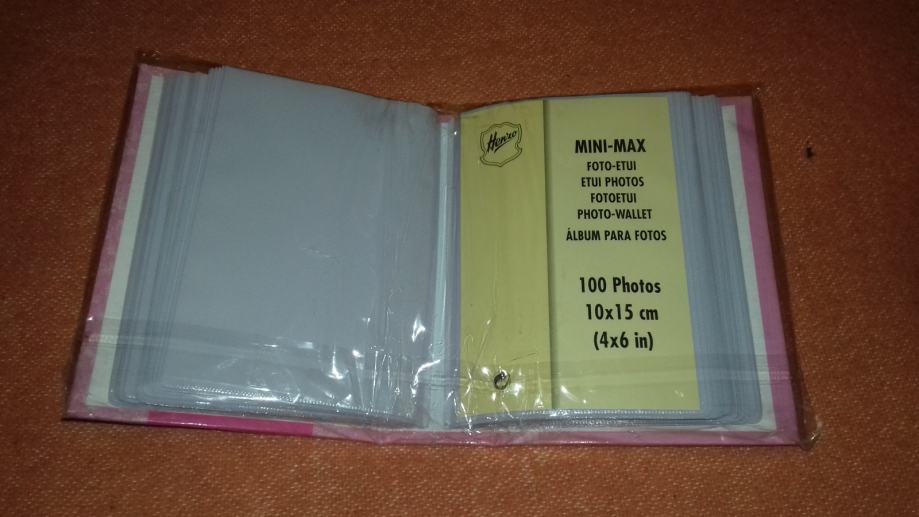 Henzo
MINI-MAX
FOTO-ETUI
ETUI PHOTOS
FOTOETUI
PHOTO-WALLET
ÁLBUM PARA FOTOS
100 Photos
10x15 cm
(4x6 in)